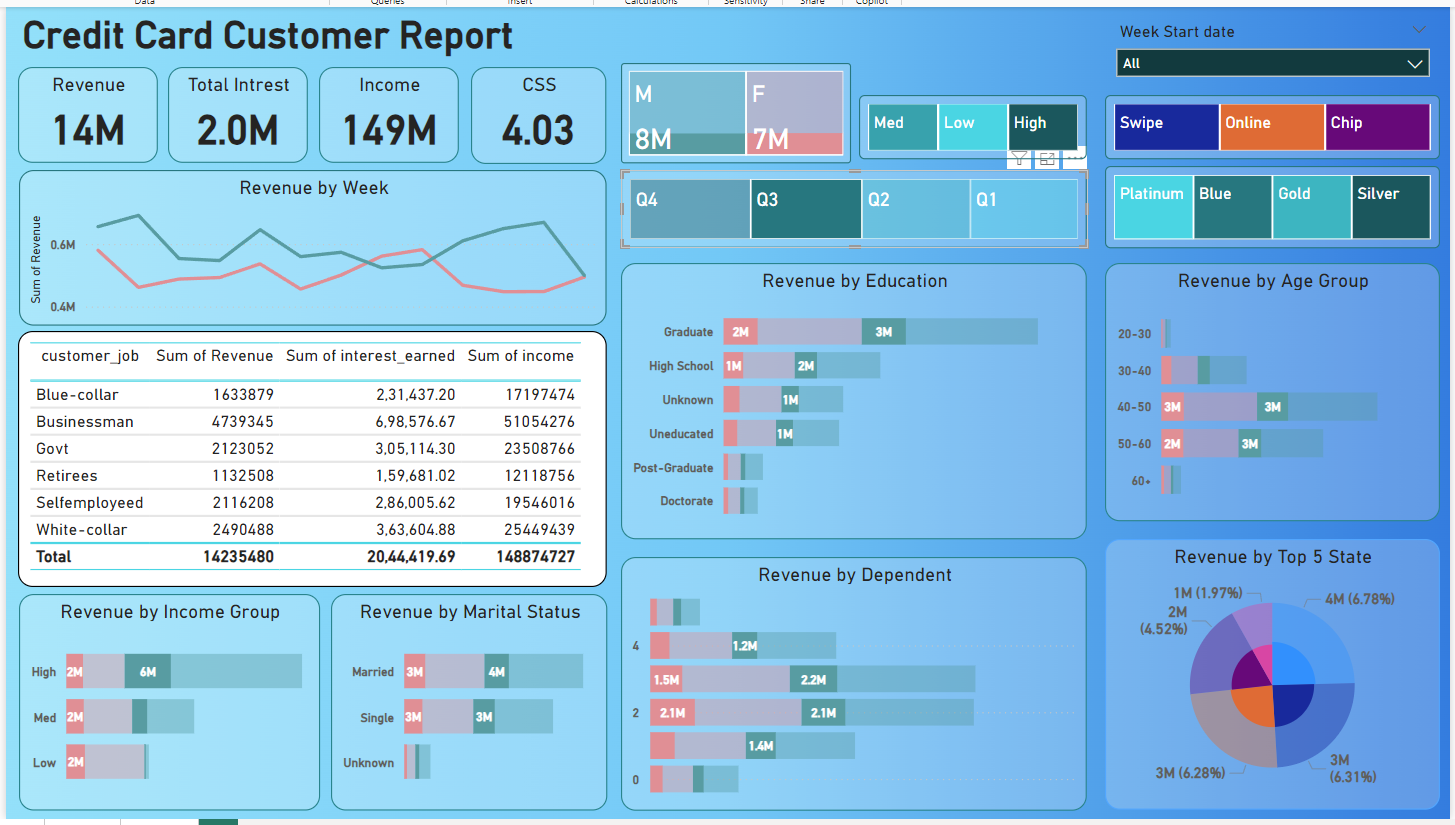 Data Queries Insert Calculations Sensitivity Share Copilot
Credit Card Customer Report
Week Start date
All
Revenue
14M
Total Intrest
2.0M
Income
149M
CSS
4.03
M
8M
F
7M
Med Low High
Swipe Online Chip
Q4 Q3 Q2 Q1
Platinum Blue Gold Silver
Revenue by Week
Sum of Revenue
0.6M
0.4M
customer_job Sum of Revenue Sum of interest_earned Sum of income
Blue-collar 1633879 2,31,437.20 17197474
Businessman 4739345 6,98,576.67 51054276
Govt 2123052 3,05,114.30 23508766
Retirees 1132508 1,59,681.02 12118756
Selfemployeed 2116208 2,86,005.62 19546016
White-collar 2490488 3,63,604.88 25449439
Total 14235480 20,44,419.69 148874727
Revenue by Education
Graduate 2M 3M
High School 1M 2M
Unknown 1M
Uneducated 1M
Post-Graduate
Doctorate
Revenue by Age Group
20-30
30-40
40-50 3M 3M
50-60 2M 3M
60+
Revenue by Income Group
High 2M 6M
Med 2M
Low 2M
Revenue by Marital Status
Married 3M 4M
Single 3M 3M
Unknown
Revenue by Dependent
4 1.2M
1.5M 2.2M
2 2.1M 2.1M
1.4M
0
Revenue by Top 5 State
1M (1.97%)
4M (6.78%)
2M
(4.52%)
3M (6.28%)
3M
(6.31%)